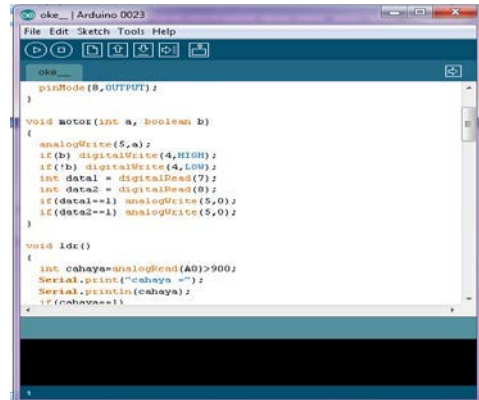 oke__ | Arduino 0023
File Edit Sketch Tools Help
oke__
pinMode(8,OUTPUT);
}
void motor(int a, boolean b)
{
analogWrite(5,a);
if(b) digitalWrite(4,HIGH);
if(!b) digitalWrite(4,LOW);
int data1 = digitalRead(7);
int data2 = digitalRead(8);
if(data1==1) analogWrite(5,0);
if(data2==1) analogWrite(5,0);
}
void ldr()
{
int cahaya=analogRead(A0)>900;
Serial.print("cahaya =");
Serial.println(cahaya);
if(cahaya==1)
1